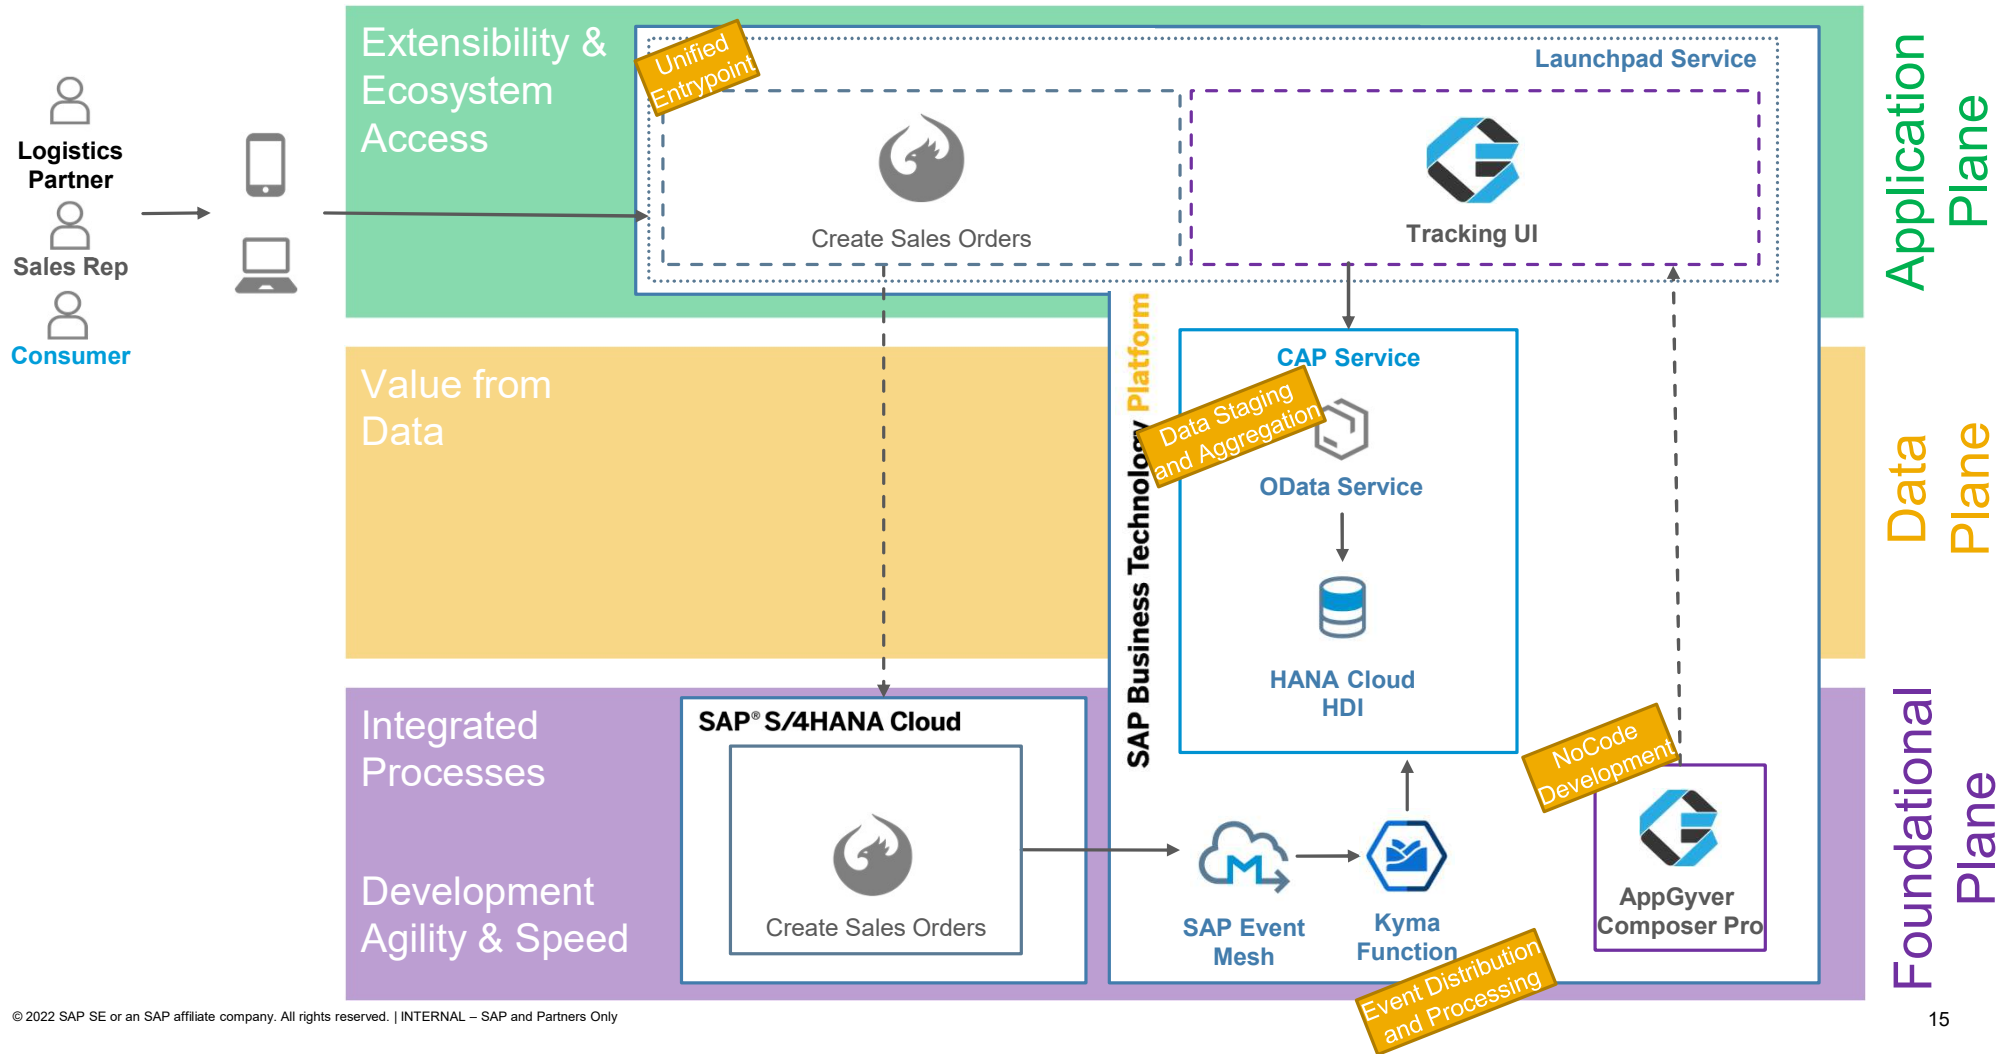 Extensibility &
Ecosystem
Access
Unified
Entrypoint
Launchpad Service
Application
Plane
Logistics
Partner
Sales Rep
Consumer
Create Sales Orders
Tracking UI
Value from
Data
SAP Business Technology Platform
CAP Service
Data Staging
and Aggregation
OData Service
HANA Cloud
HDI
Data
Plane
Integrated
Processes
Development
Agility & Speed
SAP® S/4HANA Cloud
Create Sales Orders
SAP Event
Mesh
Kyma
Function
Event Distribution
and Processing
NoCode
Development
AppGyver
Composer Pro
Foundational
Plane
© 2022 SAP SE or an SAP affiliate company. All rights reserved. | INTERNAL – SAP and Partners Only
15